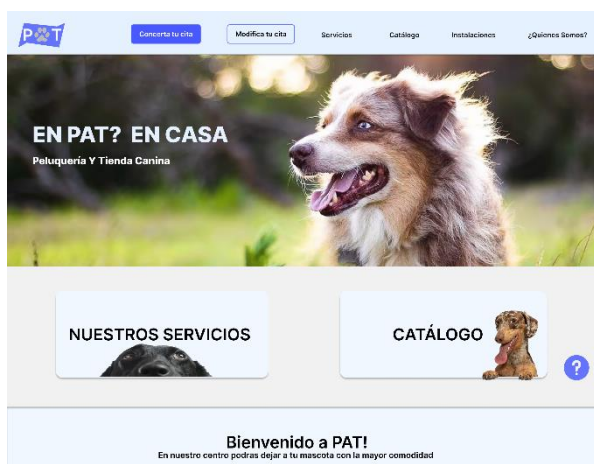 PAT
Concerta tu cita
Modifica tu cita
Servicios
Catálogo
Instalaciones
¿Quienes Somos?
EN PAT? EN CASA
Peluquería Y Tienda Canina
NUESTROS SERVICIOS
CATÁLOGO
?
Bienvenido a PAT!
En nuestro centro podras dejar a tu mascota con la mayor comodidad